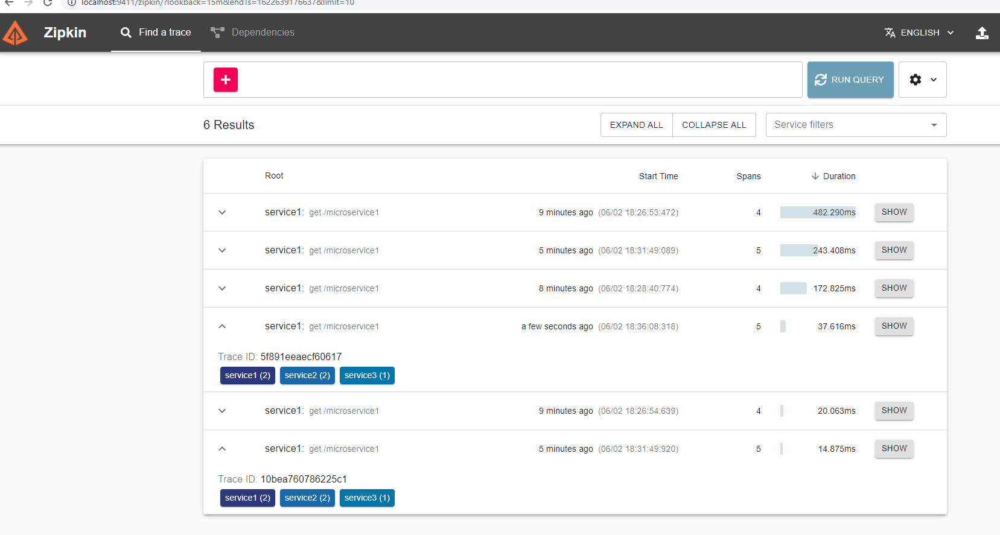 localhost:9411/zipkin/?lookback=15m&endTs=1622639176637&limit=10
Zipkin Find a trace Dependencies ENGLISH
+ RUN QUERY
6 Results EXPAND ALL COLLAPSE ALL Service filters
Root Start Time Spans Duration
service1: get /microservice1 9 minutes ago (06/02 18:26:53:472) 4 482.290ms SHOW
service1: get /microservice1 5 minutes ago (06/02 18:31:49:089) 5 243.408ms SHOW
service1: get /microservice1 8 minutes ago (06/02 18:28:40:774) 4 172.825ms SHOW
service1: get /microservice1 a few seconds ago (06/02 18:36:08:318) 5 37.616ms SHOW
Trace ID: 5f891eeaecf60617
service1 (2) service2 (2) service3 (1)
service1: get /microservice1 9 minutes ago (06/02 18:26:54:639) 4 20.063ms SHOW
service1: get /microservice1 5 minutes ago (06/02 18:31:49:920) 5 14.875ms SHOW
Trace ID: 10bea760786225c1
service1 (2) service2 (2) service3 (1)